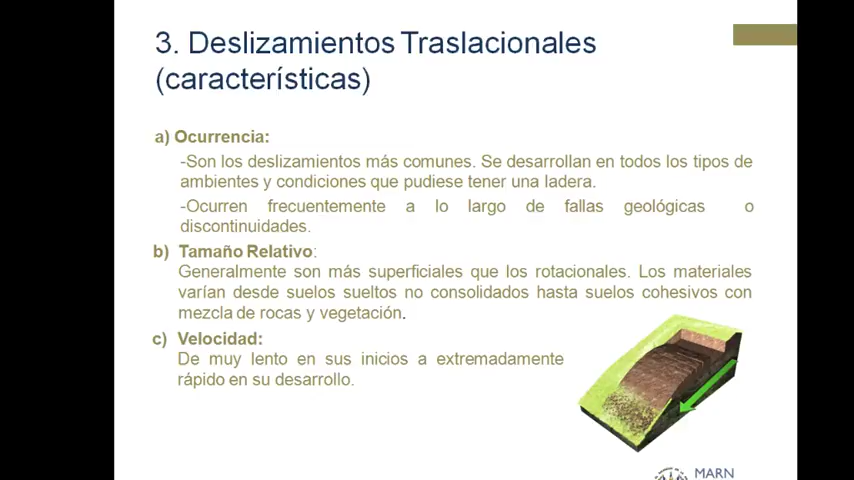 3. Deslizamientos Traslacionales
(características)
a) Ocurrencia:
-Son los deslizamientos más comunes. Se desarrollan en todos los tipos de
ambientes y condiciones que pudiese tener una ladera.
-Ocurren frecuentemente a lo largo de fallas geológicas o
discontinuidades.
b) Tamaño Relativo:
Generalmente son más superficiales que los rotacionales. Los materiales
varían desde suelos sueltos no consolidados hasta suelos cohesivos con
mezcla de rocas y vegetación.
c) Velocidad:
De muy lento en sus inicios a extremadamente
rápido en su desarrollo.
MARN